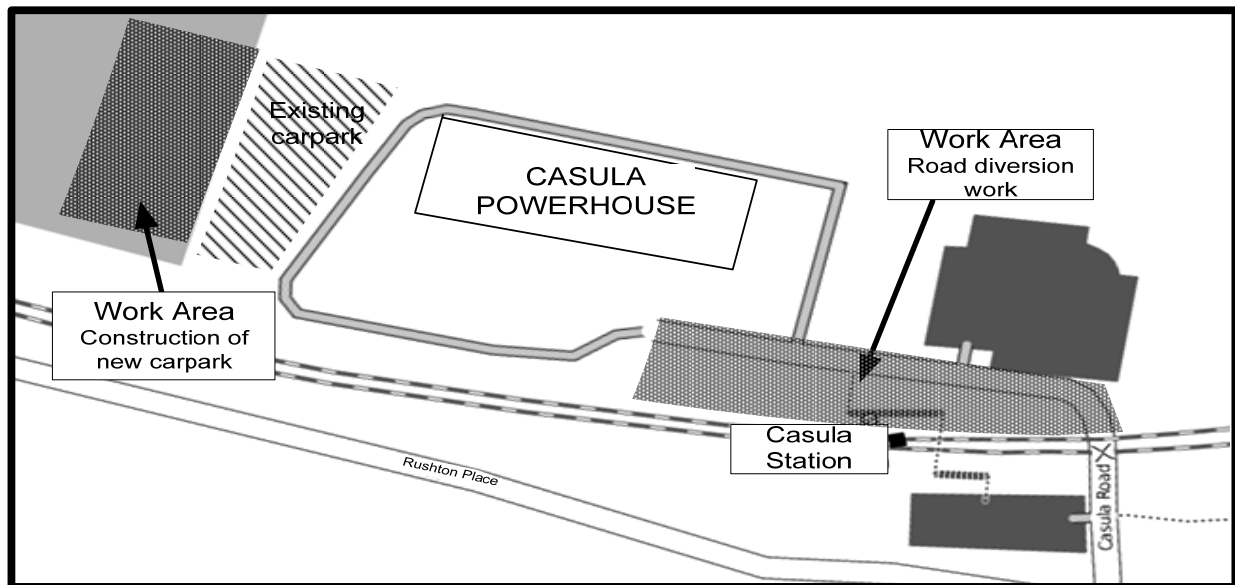 Existing
carpark
CASULA
POWERHOUSE
Work Area
Road diversion
work
Work Area
Construction of
new carpark
Casula
Station
Rushton Place
Casula Road